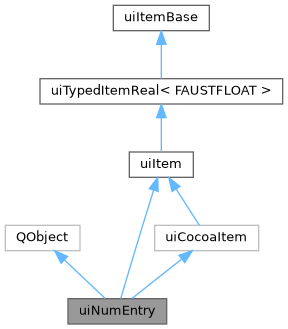 uiItemBase
uiTypedItemReal< FAUSTFLOAT >
uiItem
QObject
uiCocoaItem
uiNumEntry